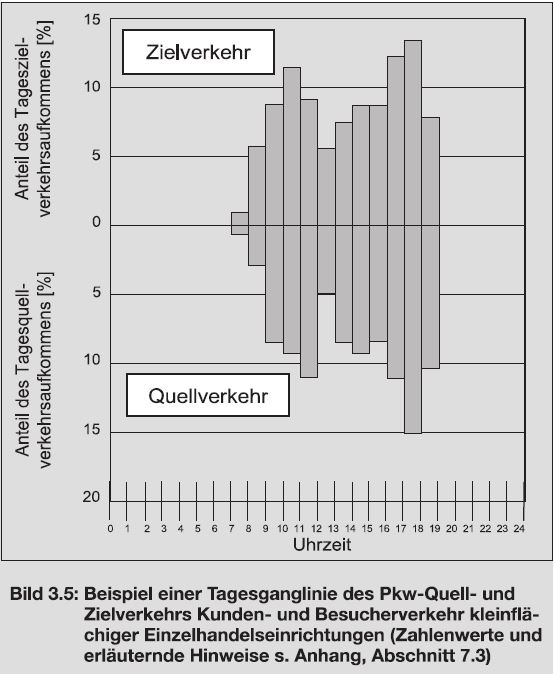 Anteil des Tagesziel-
verkehrsaufkommens [%]
15
Zielverkehr
10
5
0
Anteil des Tagesquell-
verkehrsaufkommens [%]
5
10
Quellverkehr
15
20
0 1 2 3 4 5 6 7 8 9 10 11 12 13 14 15 16 17 18 19 20 21 22 23 24
Uhrzeit
Bild 3.5: Beispiel einer Tagesganglinie des Pkw-Quell- und
Zielverkehrs Kunden- und Besucherverkehr kleinflä-
chiger Einzelhandelseinrichtungen (Zahlenwerte und
erläuternde Hinweise s. Anhang, Abschnitt 7.3)